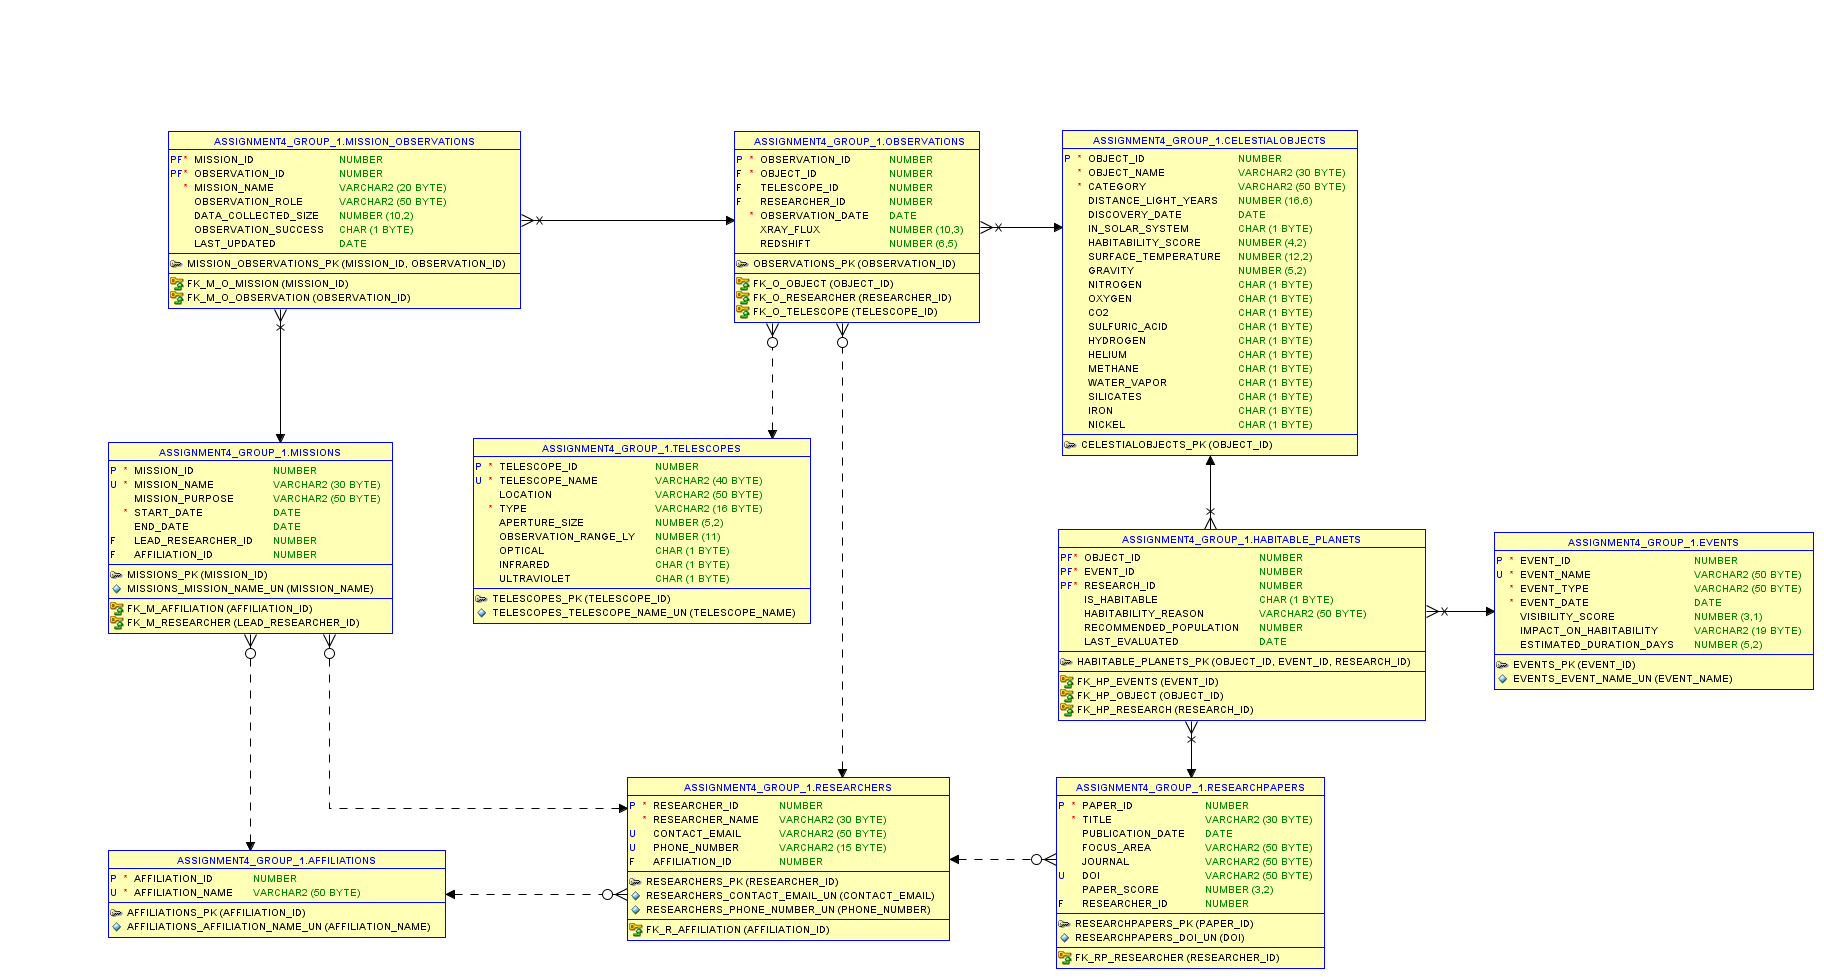 ASSIGNMENT4_GROUP_1.MISSION_OBSERVATIONS
PF* MISSION_ID NUMBER
PF* OBSERVATION_ID NUMBER
* MISSION_NAME VARCHAR2 (20 BYTE)
OBSERVATION_ROLE VARCHAR2 (50 BYTE)
DATA_COLLECTED_SIZE NUMBER (10,2)
OBSERVATION_SUCCESS CHAR (1 BYTE)
LAST_UPDATED DATE
MISSION_OBSERVATIONS_PK (MISSION_ID, OBSERVATION_ID)
FK_M_O_MISSION (MISSION_ID)
FK_M_O_OBSERVATION (OBSERVATION_ID)
ASSIGNMENT4_GROUP_1.OBSERVATIONS
P * OBSERVATION_ID NUMBER
F * OBJECT_ID NUMBER
F TELESCOPE_ID NUMBER
F RESEARCHER_ID NUMBER
* OBSERVATION_DATE DATE
XRAY_FLUX NUMBER (10,3)
REDSHIFT NUMBER (6,5)
OBSERVATIONS_PK (OBSERVATION_ID)
FK_O_OBJECT (OBJECT_ID)
FK_O_RESEARCHER (RESEARCHER_ID)
FK_O_TELESCOPE (TELESCOPE_ID)
ASSIGNMENT4_GROUP_1.CELESTIALOBJECTS
P * OBJECT_ID NUMBER
* OBJECT_NAME VARCHAR2 (30 BYTE)
* CATEGORY VARCHAR2 (50 BYTE)
DISTANCE_LIGHT_YEARS NUMBER (16,6)
DISCOVERY_DATE DATE
IN_SOLAR_SYSTEM CHAR (1 BYTE)
HABITABILITY_SCORE NUMBER (4,2)
SURFACE_TEMPERATURE NUMBER (12,2)
GRAVITY NUMBER (5,2)
NITROGEN CHAR (1 BYTE)
OXYGEN CHAR (1 BYTE)
CO2 CHAR (1 BYTE)
SULFURIC_ACID CHAR (1 BYTE)
HYDROGEN CHAR (1 BYTE)
HELIUM CHAR (1 BYTE)
METHANE CHAR (1 BYTE)
WATER_VAPOR CHAR (1 BYTE)
SILICATES CHAR (1 BYTE)
IRON CHAR (1 BYTE)
NICKEL CHAR (1 BYTE)
CELESTIALOBJECTS_PK (OBJECT_ID)
ASSIGNMENT4_GROUP_1.MISSIONS
P * MISSION_ID NUMBER
U * MISSION_NAME VARCHAR2 (30 BYTE)
MISSION_PURPOSE VARCHAR2 (50 BYTE)
* START_DATE DATE
END_DATE DATE
F LEAD_RESEARCHER_ID NUMBER
F AFFILIATION_ID NUMBER
MISSIONS_PK (MISSION_ID)
MISSIONS_MISSION_NAME_UN (MISSION_NAME)
FK_M_AFFILIATION (AFFILIATION_ID)
FK_M_RESEARCHER (LEAD_RESEARCHER_ID)
ASSIGNMENT4_GROUP_1.TELESCOPES
P * TELESCOPE_ID NUMBER
U * TELESCOPE_NAME VARCHAR2 (40 BYTE)
LOCATION VARCHAR2 (50 BYTE)
* TYPE VARCHAR2 (16 BYTE)
APERTURE_SIZE NUMBER (5,2)
OBSERVATION_RANGE_LY NUMBER (11)
OPTICAL CHAR (1 BYTE)
INFRARED CHAR (1 BYTE)
ULTRAVIOLET CHAR (1 BYTE)
TELESCOPES_PK (TELESCOPE_ID)
TELESCOPES_TELESCOPE_NAME_UN (TELESCOPE_NAME)
ASSIGNMENT4_GROUP_1.HABITABLE_PLANETS
PF* OBJECT_ID NUMBER
PF* EVENT_ID NUMBER
PF* RESEARCH_ID NUMBER
IS_HABITABLE CHAR (1 BYTE)
HABITABILITY_REASON VARCHAR2 (50 BYTE)
RECOMMENDED_POPULATION NUMBER
LAST_EVALUATED DATE
HABITABLE_PLANETS_PK (OBJECT_ID, EVENT_ID, RESEARCH_ID)
FK_HP_EVENTS (EVENT_ID)
FK_HP_OBJECT (OBJECT_ID)
FK_HP_RESEARCH (RESEARCH_ID)
ASSIGNMENT4_GROUP_1.EVENTS
P * EVENT_ID NUMBER
U * EVENT_NAME VARCHAR2 (50 BYTE)
* EVENT_TYPE VARCHAR2 (50 BYTE)
* EVENT_DATE DATE
VISIBILITY_SCORE NUMBER (3,1)
IMPACT_ON_HABITABILITY VARCHAR2 (19 BYTE)
ESTIMATED_DURATION_DAYS NUMBER (5,2)
EVENTS_PK (EVENT_ID)
EVENTS_EVENT_NAME_UN (EVENT_NAME)
ASSIGNMENT4_GROUP_1.AFFILIATIONS
P * AFFILIATION_ID NUMBER
U * AFFILIATION_NAME VARCHAR2 (50 BYTE)
AFFILIATIONS_PK (AFFILIATION_ID)
AFFILIATIONS_AFFILIATION_NAME_UN (AFFILIATION_NAME)
ASSIGNMENT4_GROUP_1.RESEARCHERS
P * RESEARCHER_ID NUMBER
* RESEARCHER_NAME VARCHAR2 (30 BYTE)
U CONTACT_EMAIL VARCHAR2 (50 BYTE)
U PHONE_NUMBER VARCHAR2 (15 BYTE)
F AFFILIATION_ID NUMBER
RESEARCHERS_PK (RESEARCHER_ID)
RESEARCHERS_CONTACT_EMAIL_UN (CONTACT_EMAIL)
RESEARCHERS_PHONE_NUMBER_UN (PHONE_NUMBER)
FK_R_AFFILIATION (AFFILIATION_ID)
ASSIGNMENT4_GROUP_1.RESEARCHPAPERS
P * PAPER_ID NUMBER
* TITLE VARCHAR2 (30 BYTE)
PUBLICATION_DATE DATE
FOCUS_AREA VARCHAR2 (50 BYTE)
JOURNAL VARCHAR2 (50 BYTE)
U DOI VARCHAR2 (50 BYTE)
PAPER_SCORE NUMBER (3,2)
F RESEARCHER_ID NUMBER
RESEARCHPAPERS_PK (PAPER_ID)
RESEARCHPAPERS_DOI_UN (DOI)
FK_RP_RESEARCHER (RESEARCHER_ID)